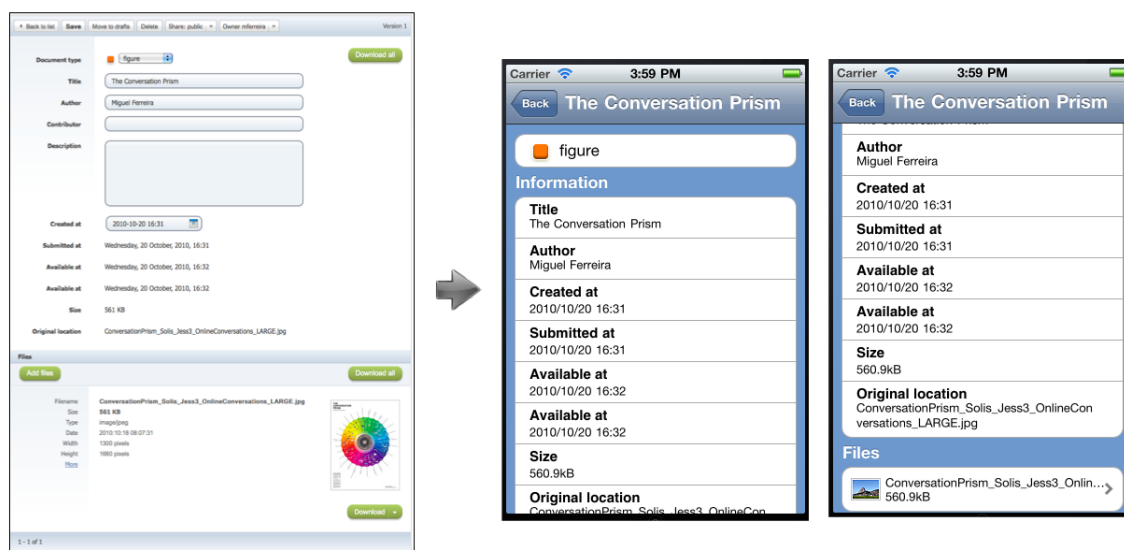 Back to list Save Move to drafts Delete Share: public Owner mferreira Version 1
Document type figure Download all
Title The Conversation Prism
Author Miguel Ferreira
Contributor
Description
Created at 2010-10-20 16:31
Submitted at Wednesday, 20 October, 2010, 16:31
Available at Wednesday, 20 October, 2010, 16:32
Available at Wednesday, 20 October, 2010, 16:32
Size 561 KB
Original location ConversationPrism_Solis_Jess3_OnlineConversations_LARGE.jpg
Files
Add files Download all
Filename ConversationPrism_Solis_Jess3_OnlineConversations_LARGE.jpg
Size 561 KB
Type image/jpeg
Date 2010:10:18 08:07:31
Width 1300 pixels
Height 1660 pixels
More
Download
1 - 1 of 1
Carrier 3:59 PM
Back The Conversation Prism
figure
Information
Title
The Conversation Prism
Author
Miguel Ferreira
Created at
2010/10/20 16:31
Submitted at
2010/10/20 16:31
Available at
2010/10/20 16:32
Available at
2010/10/20 16:32
Size
560.9kB
Original location
ConversationPrism_Solis_Jess3_OnlineCon
Carrier 3:59 PM
Back The Conversation Prism
The Conversation Prism
Author
Miguel Ferreira
Created at
2010/10/20 16:31
Submitted at
2010/10/20 16:31
Available at
2010/10/20 16:32
Available at
2010/10/20 16:32
Size
560.9kB
Original location
ConversationPrism_Solis_Jess3_OnlineCon
versations_LARGE.jpg
Files
ConversationPrism_Solis_Jess3_Onlin...
560.9kB